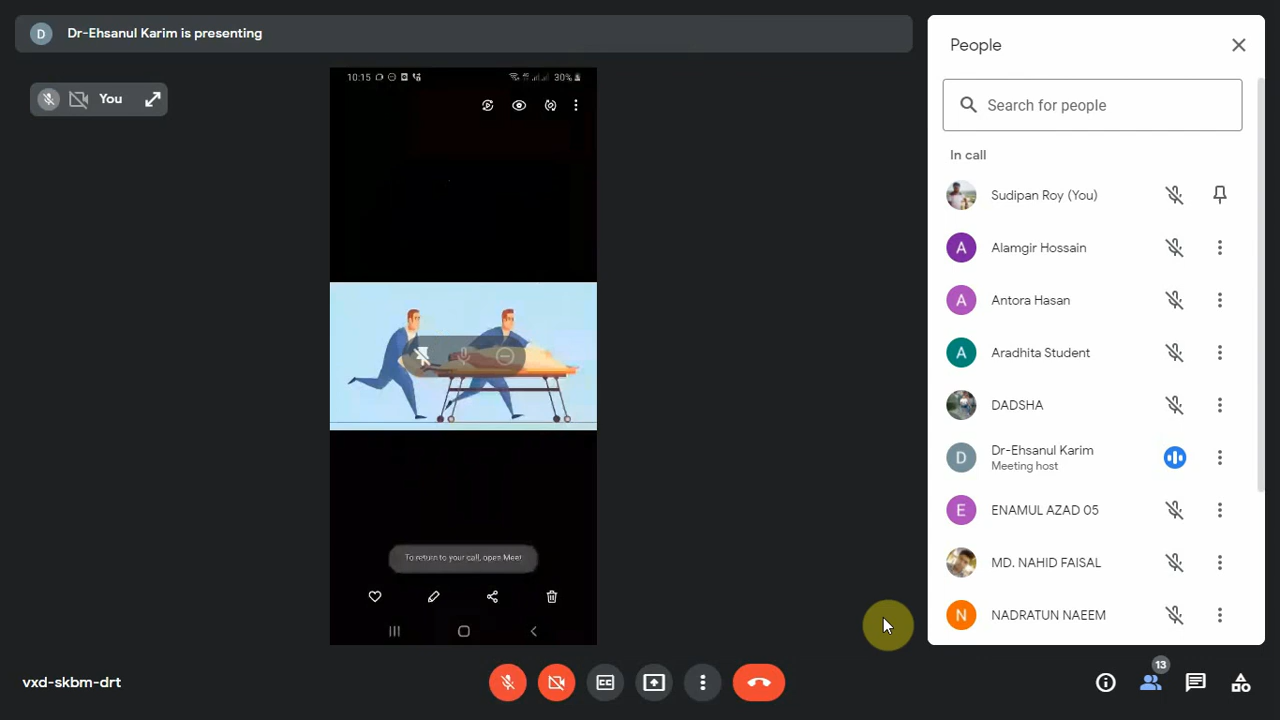 Dr-Ehsanul Karim is presenting
You
10:15
30%
To return to your call, open Meet
vxd-skbm-drt
CC
People
Search for people
In call
Sudipan Roy (You)
A
Alamgir Hossain
A
Antora Hasan
A
Aradhita Student
DADSHA
D
Dr-Ehsanul Karim
Meeting host
E
ENAMUL AZAD 05
MD. NAHID FAISAL
N
NADRATUN NAEEM
13
D